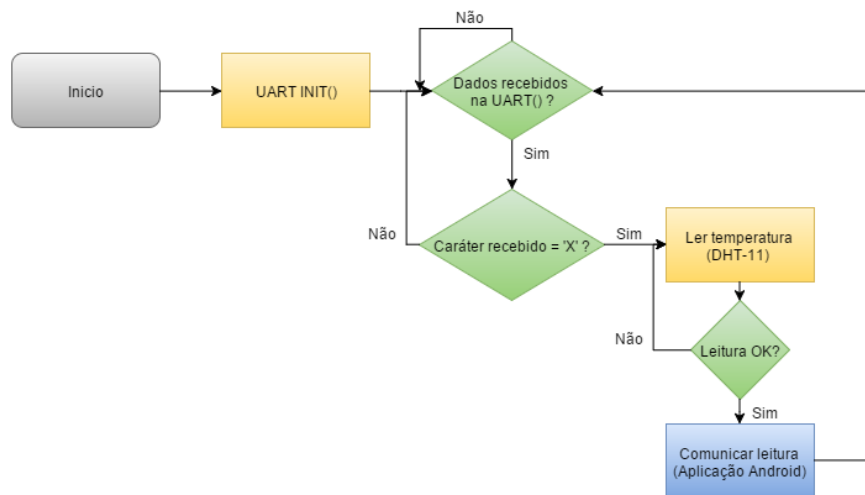 Não
Inicio
UART INIT()
Dados recebidos
na UART() ?
Sim
Não
Caráter recebido = 'X' ?
Sim
Ler temperatura
(DHT-11)
Não
Leitura OK?
Sim
Comunicar leitura
(Aplicação Android)